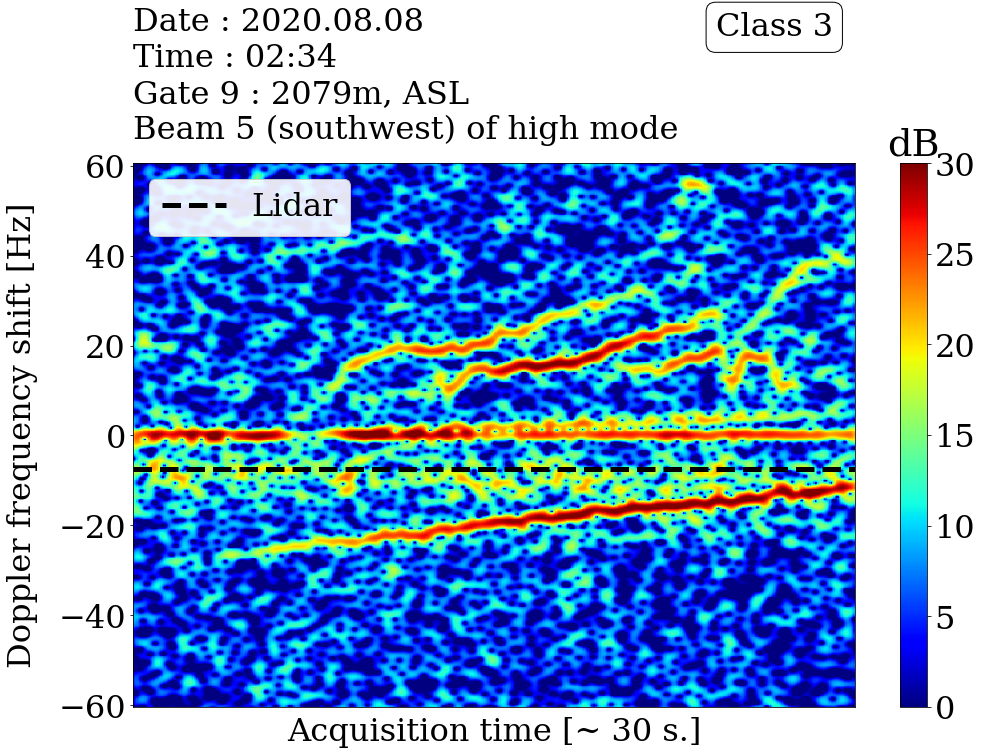 Date : 2020.08.08
Time : 02:34
Gate 9 : 2079m, ASL
Beam 5 (southwest) of high mode
Class 3
dB
Lidar
60
40
20
0
−20
−40
−60
Doppler frequency shift [Hz]
Acquisition time [~ 30 s.]
30
25
20
15
10
5
0